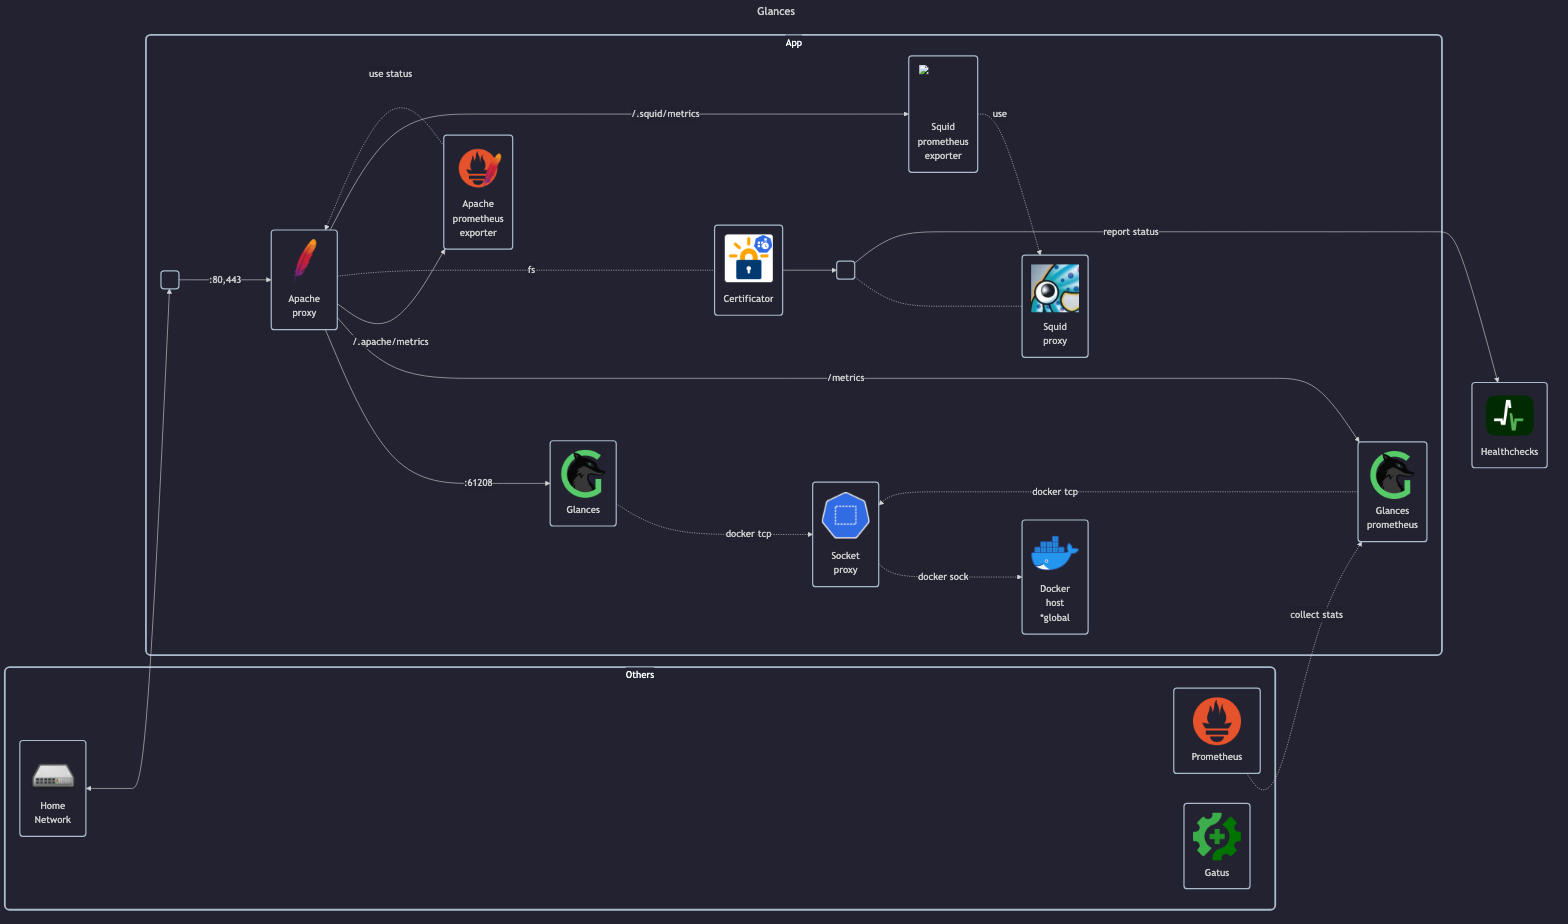 Glances
App
use status
/.squid/metrics
Squid
prometheus
exporter
use
Apache
prometheus
exporter
:80,443
Apache
proxy
fs
Certificator
report status
Squid
proxy
/.apache/metrics
/metrics
Healthchecks
:61208
Glances
docker tcp
Socket
proxy
docker tcp
docker sock
Docker
host
*global
Glances
prometheus
collect stats
Others
Home
Network
Prometheus
Gatus